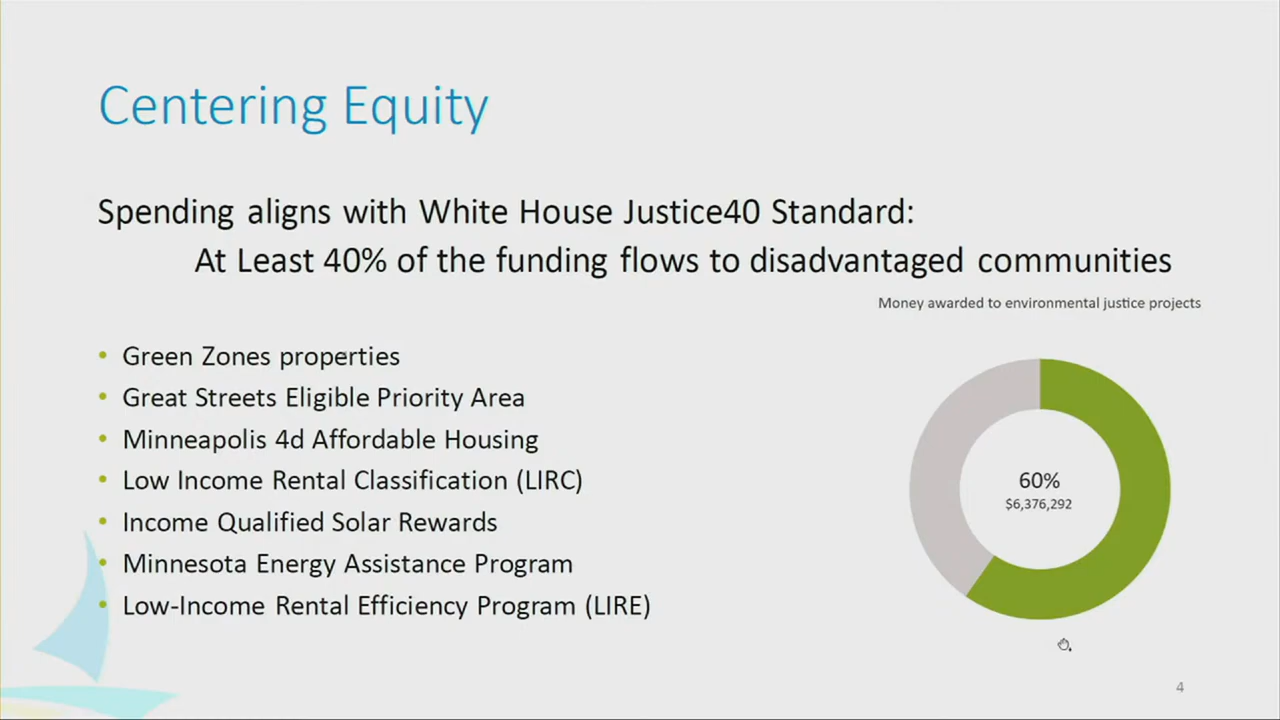 Centering Equity
Spending aligns with White House Justice40 Standard:
At Least 40% of the funding flows to disadvantaged communities
Money awarded to environmental justice projects
• Green Zones properties
• Great Streets Eligible Priority Area
• Minneapolis 4d Affordable Housing
• Low Income Rental Classification (LIRC)
• Income Qualified Solar Rewards
• Minnesota Energy Assistance Program
• Low-Income Rental Efficiency Program (LIRE)
60%
$6,376,292
4